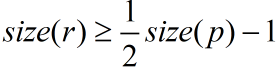 size(r) ≥ 1/2 size(p) − 1